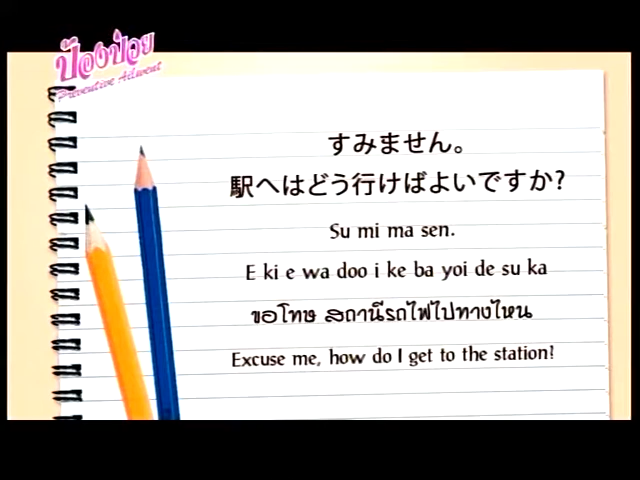 ป้องป่วย
Preventive Ailment
すみません。
駅へはどう行けばよいですか?
Su mi ma sen.
E ki e wa doo i ke ba yoi de su ka
ขอโทษ สถานีรถไฟไปทางไหน
Excuse me, how do I get to the station!